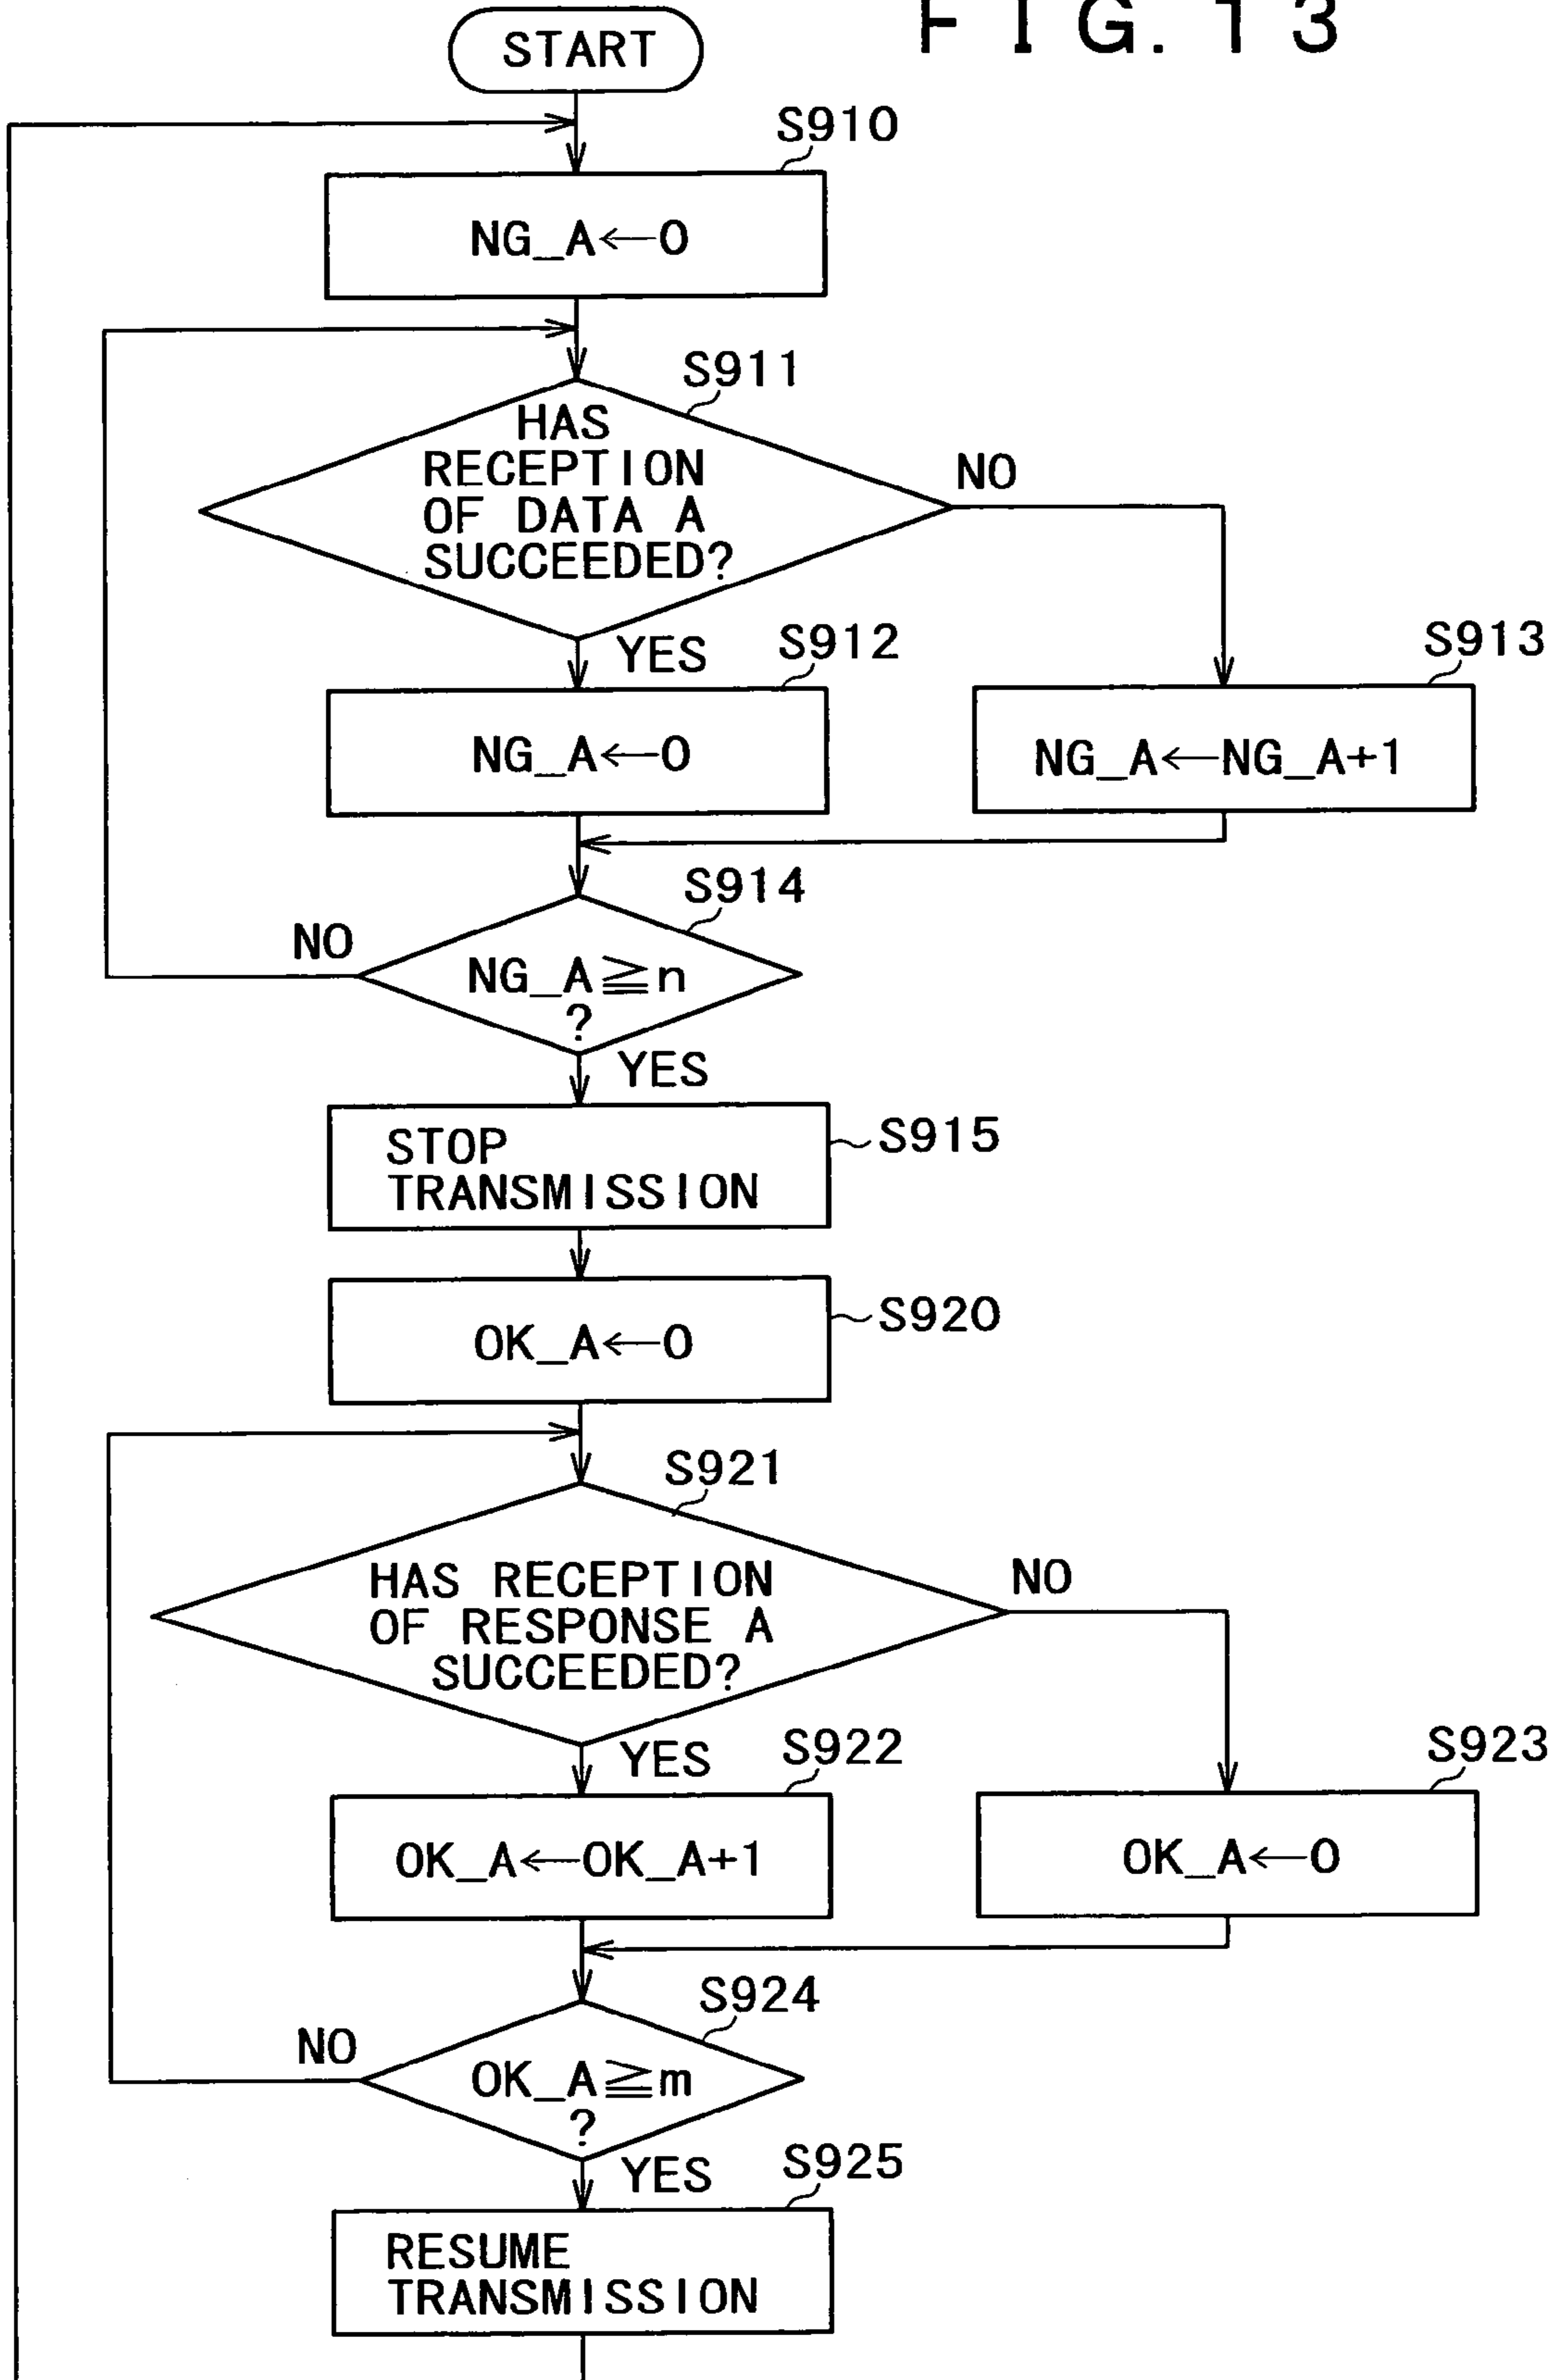 FIG. 13
START
S910
NG_A←0
S911
HAS
RECEPTION
OF DATA A
SUCCEEDED?
NO
YES
S912
NG_A←0
S913
NG_A←NG_A+1
S914
NO
NG_A≧n
?
YES
STOP
TRANSMISSION
S915
OK_A←0
S920
S921
HAS RECEPTION
OF RESPONSE A
SUCCEEDED?
NO
YES
S922
OK_A←OK_A+1
S923
OK_A←0
S924
NO
OK_A≧m
?
YES
S925
RESUME
TRANSMISSION